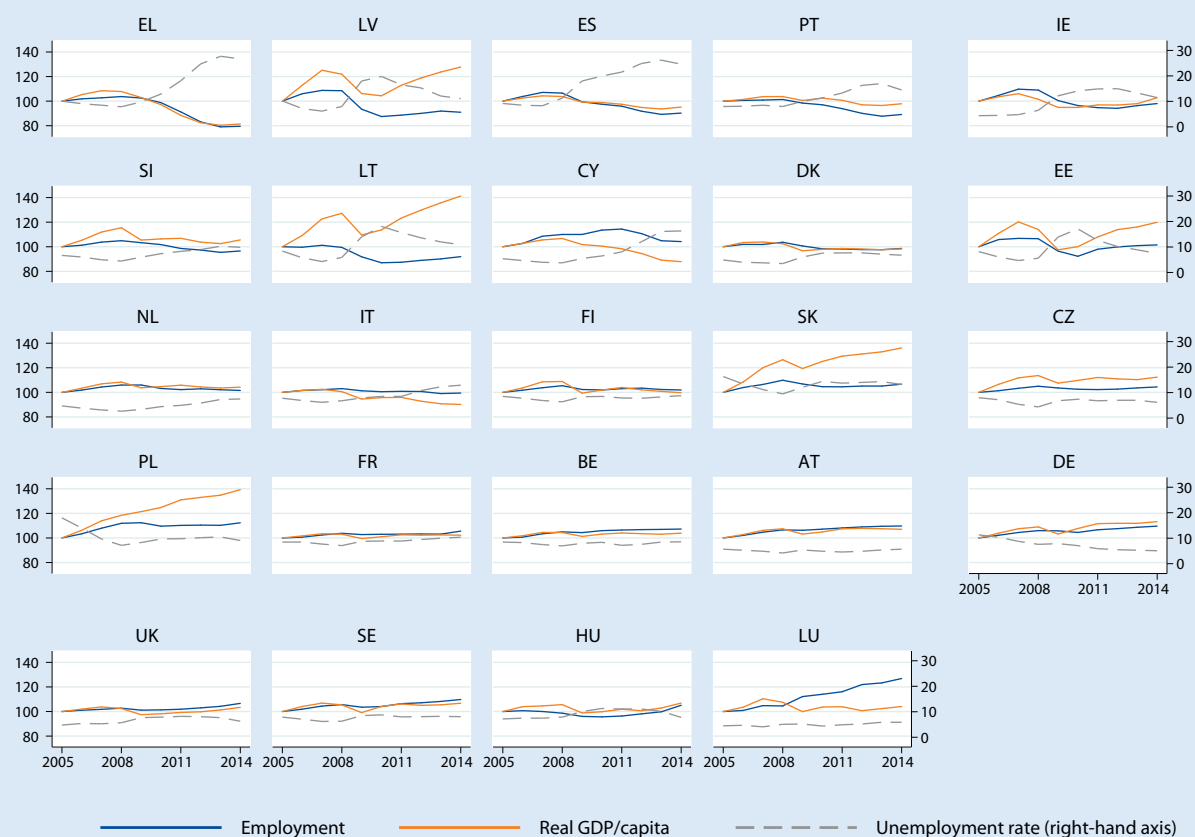 EL LV ES PT IE
140 30
120 20
100 10
80 0
SI LT CY DK EE
140 30
120 20
100 10
80 0
NL IT FI SK CZ
140 30
120 20
100 10
80 0
PL FR BE AT DE
140 30
120 20
100 10
80 0
2005 2008 2011 2014
UK SE HU LU
140 30
120 20
100 10
80 0
2005 2008 2011 2014 2005 2008 2011 2014 2005 2008 2011 2014 2005 2008 2011 2014
Employment Real GDP/capita Unemployment rate (right-hand axis)